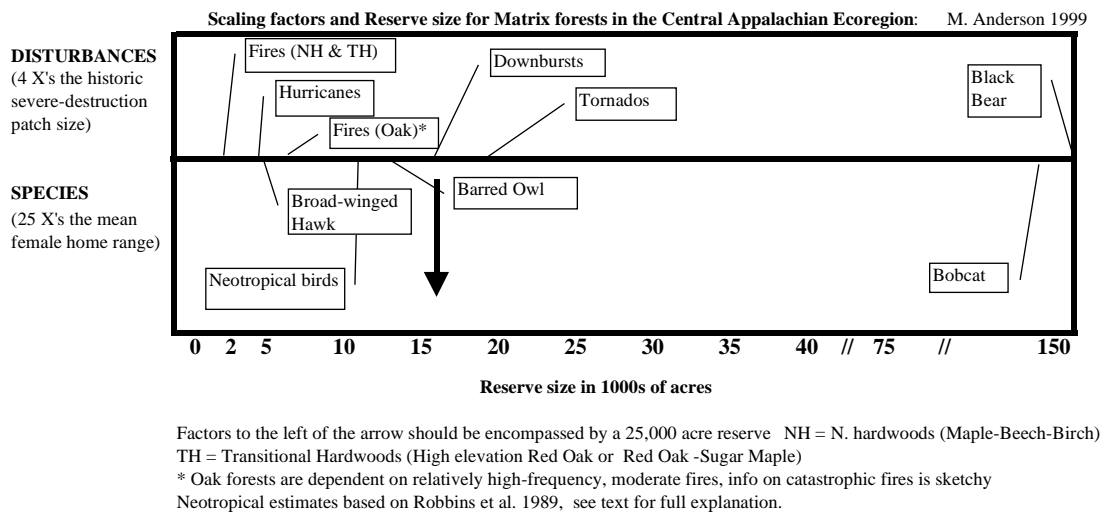 Scaling factors and Reserve size for Matrix forests in the Central Appalachian Ecoregion: M. Anderson 1999
DISTURBANCES
(4 X's the historic
severe-destruction
patch size)
Fires (NH & TH)
Hurricanes
Fires (Oak)*
Downbursts
Tornados
Black
Bear
SPECIES
(25 X's the mean
female home range)
Broad-winged
Hawk
Barred Owl
Neotropical birds
Bobcat
0 2 5 10 15 20 25 30 35 40 // 75 // 150
Reserve size in 1000s of acres
Factors to the left of the arrow should be encompassed by a 25,000 acre reserve NH = N. hardwoods (Maple-Beech-Birch)
TH = Transitional Hardwoods (High elevation Red Oak or Red Oak -Sugar Maple)
* Oak forests are dependent on relatively high-frequency, moderate fires, info on catastrophic fires is sketchy
Neotropical estimates based on Robbins et al. 1989, see text for full explanation.